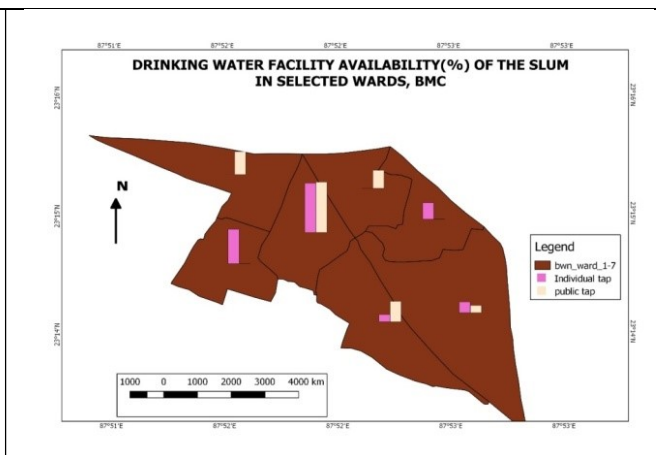 87°51'E 87°52'E 87°52'E 87°53'E 87°53'E
DRINKING WATER FACILITY AVAILABILITY(%) OF THE SLUM
IN SELECTED WARDS, BMC
23°16'N 23°16'N
N
23°15'N 23°15'N
Legend
bwn_ward_1-7
Individual tap
public tap
23°14'N 23°14'N
1000 0 1000 2000 3000 4000 km
87°51'E 87°52'E 87°52'E 87°53'E 87°53'E